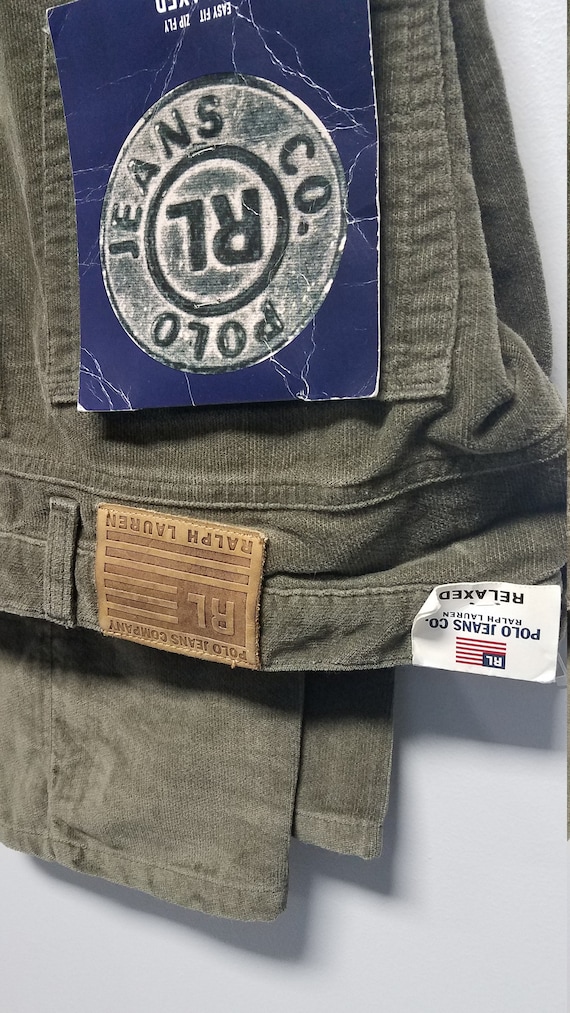 EASY FIT
ZIP FLY
JEANS CO.
RL
POLO
POLO JEANS COMPANY
RL
RALPH LAUREN
RL
POLO JEANS CO.
RALPH LAUREN
RELAXED